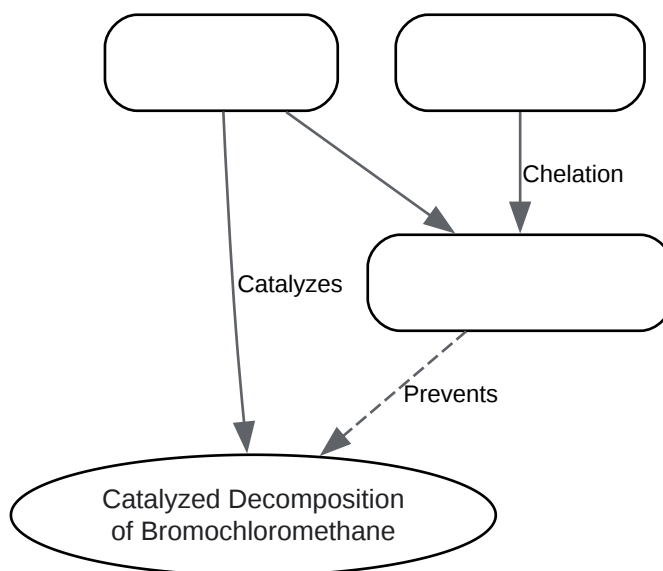 Chelation
Catalyzes
Prevents
Catalyzed Decomposition
of Bromochloromethane